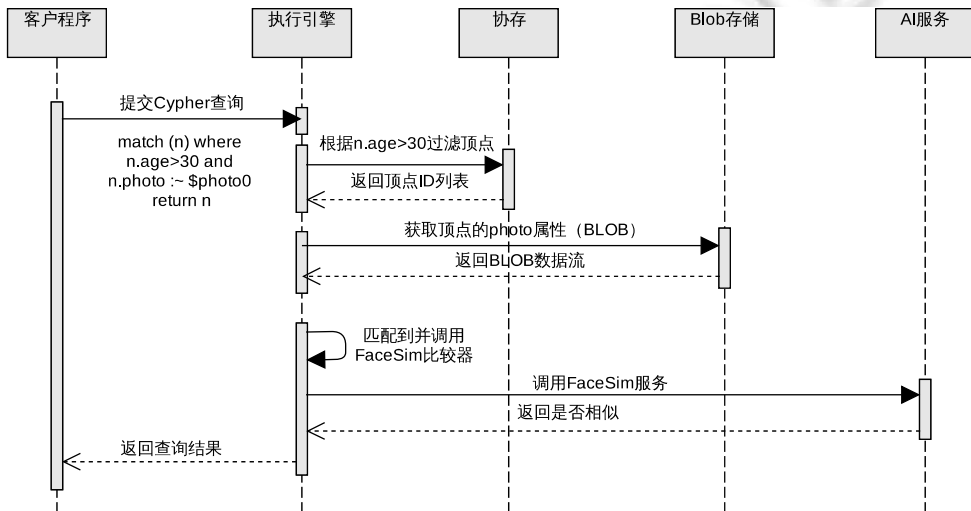 客户程序
执行引擎
协存
Blob存储
AI服务
提交Cypher查询
match (n) where
n.age>30 and
n.photo :~ $photo0
return n
根据n.age>30过滤顶点
返回顶点ID列表
获取顶点的photo属性（BLOB）
返回BLOB数据流
匹配到并调用
FaceSim比较器
调用FaceSim服务
返回是否相似
返回查询结果